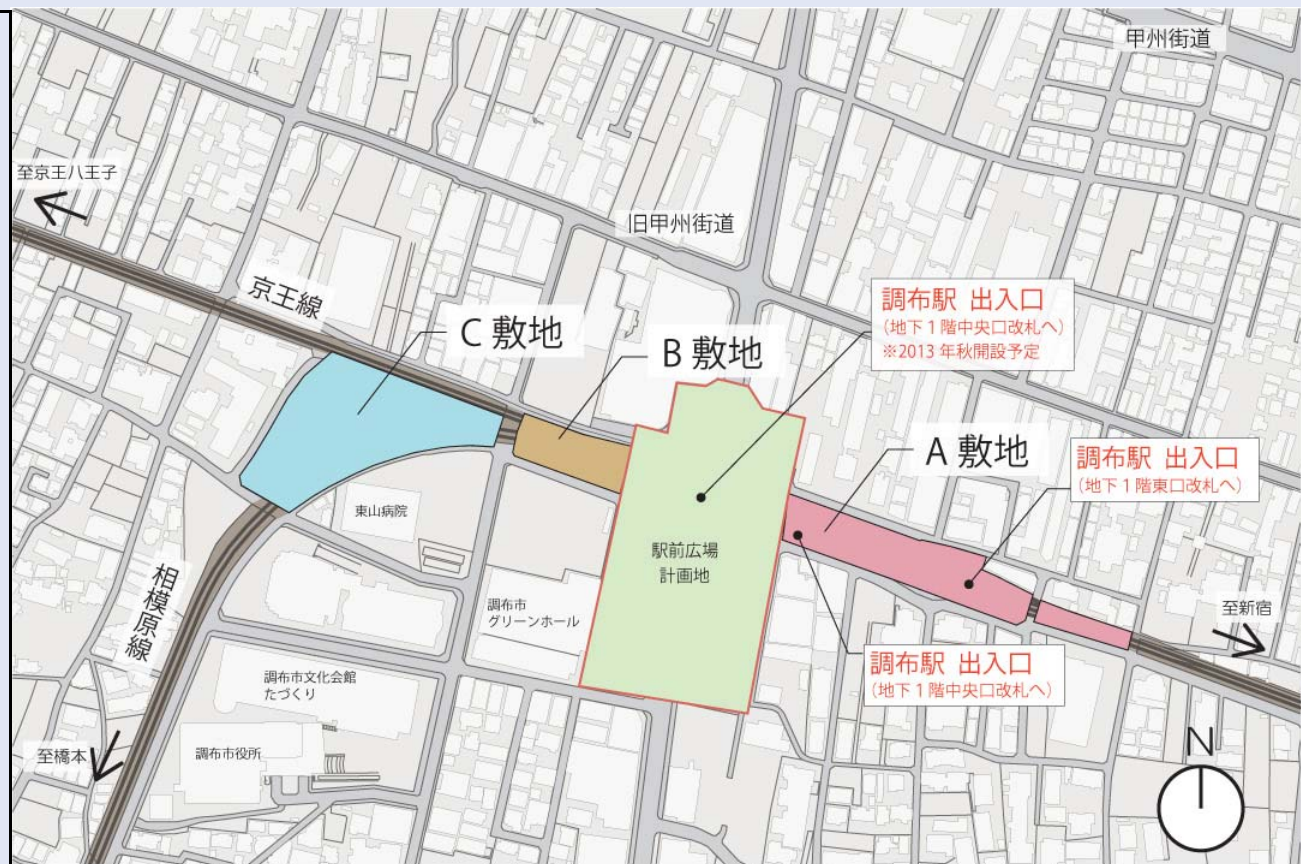 甲州街道
至京王八王子
旧甲州街道
京王線
調布駅 出入口
(地下1階中央口改札へ)
※2013年秋開設予定
C 敷地
B 敷地
A 敷地
調布駅 出入口
(地下1階東口改札へ)
東山病院
駅前広場
計画地
相模原線
調布市
グリーンホール
至新宿
調布駅 出入口
(地下1階中央口改札へ)
調布市文化会館
たづくり
至橋本
調布市役所
N